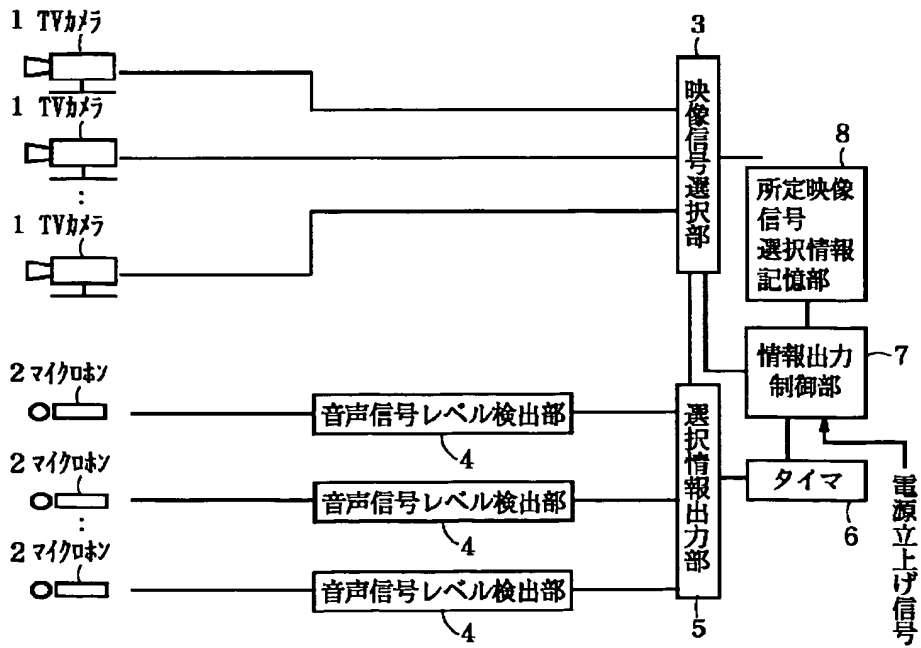 1 TVカメラ
1 TVカメラ
:
1 TVカメラ
3
映像信号選択部
8
所定映像
信号
選択情報
記憶部
情報出力
制御部
7
2 マイクロホン
音声信号レベル検出部
4
2 マイクロホン
音声信号レベル検出部
4
:
2 マイクロホン
音声信号レベル検出部
4
選択情報出力部
5
タイマ
6
電源立上げ信号